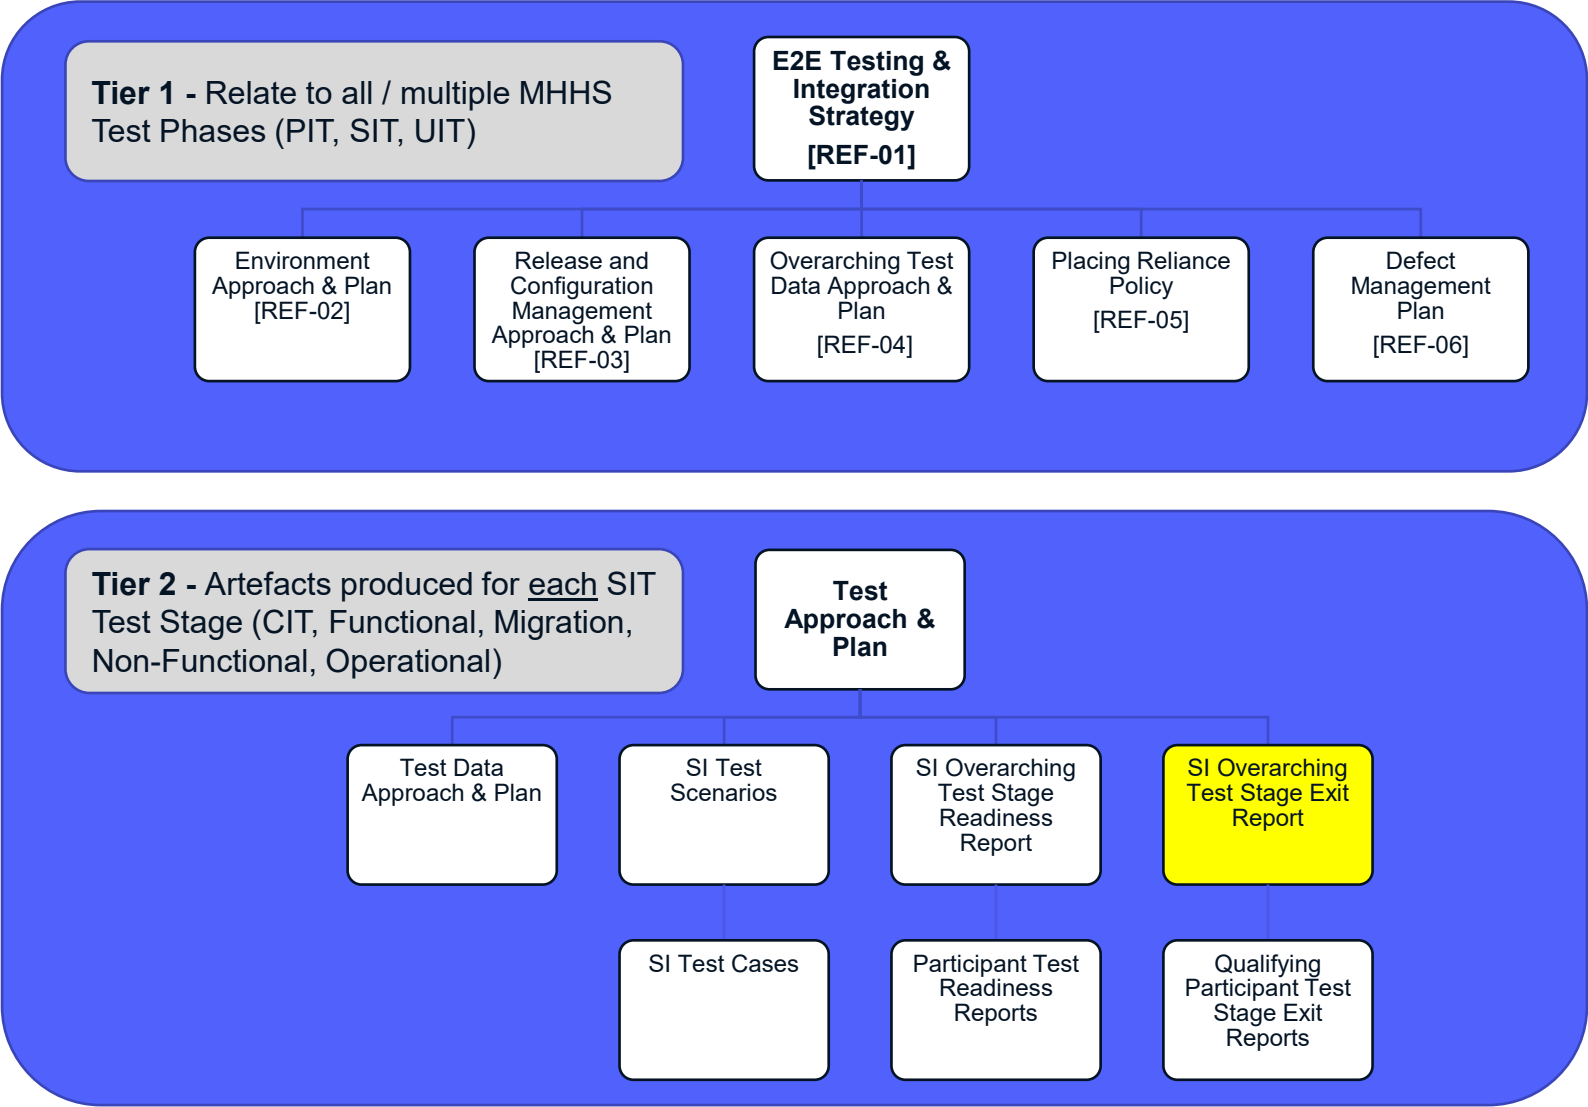 Tier 1 - Relate to all / multiple MHHS
Test Phases (PIT, SIT, UIT)
E2E Testing &
Integration
Strategy
[REF-01]
Environment
Approach & Plan
[REF-02]
Release and
Configuration
Management
Approach & Plan
[REF-03]
Overarching Test
Data Approach &
Plan
[REF-04]
Placing Reliance
Policy
[REF-05]
Defect
Management
Plan
[REF-06]
Tier 2 - Artefacts produced for each SIT
Test Stage (CIT, Functional, Migration,
Non-Functional, Operational)
Test
Approach &
Plan
Test Data
Approach & Plan
SI Test
Scenarios
SI Overarching
Test Stage
Readiness
Report
SI Overarching
Test Stage Exit
Report
SI Test Cases
Participant Test
Readiness
Reports
Qualifying
Participant Test
Stage Exit
Reports